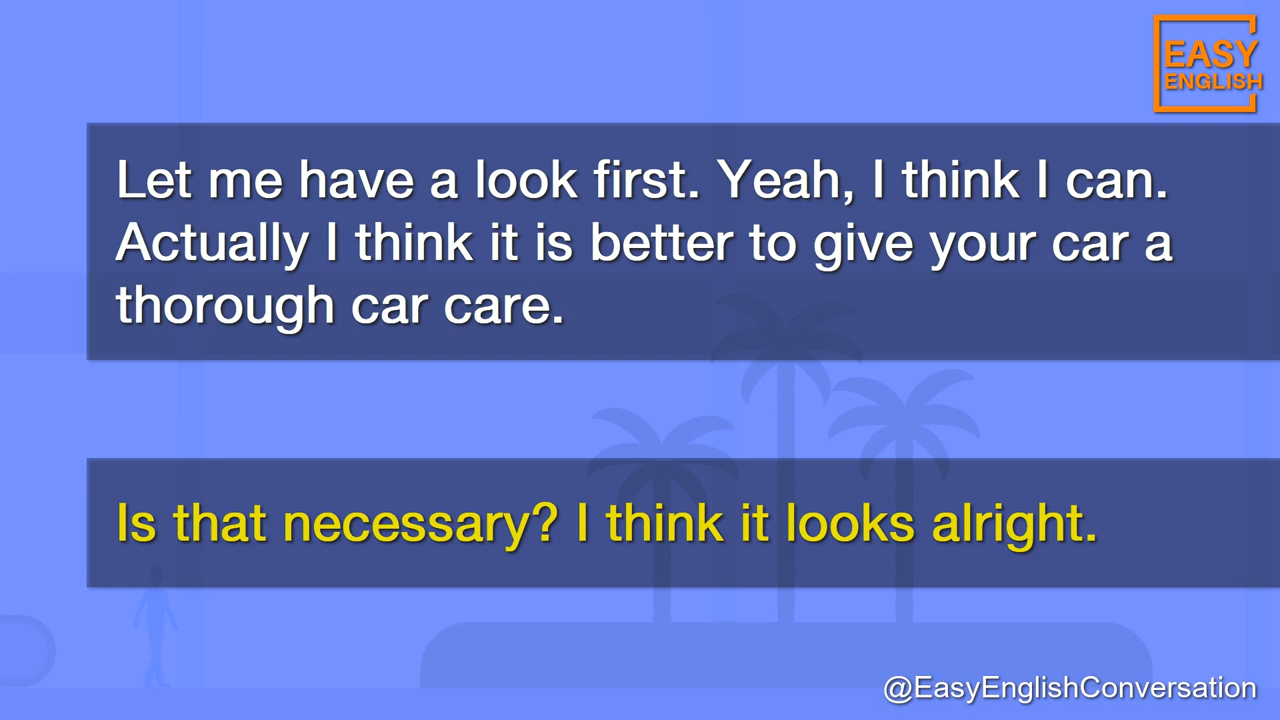 EASY
ENGLISH
Let me have a look first. Yeah, I think I can.
Actually I think it is better to give your car a
thorough car care.
Is that necessary? I think it looks alright.
@EasyEnglishConversation